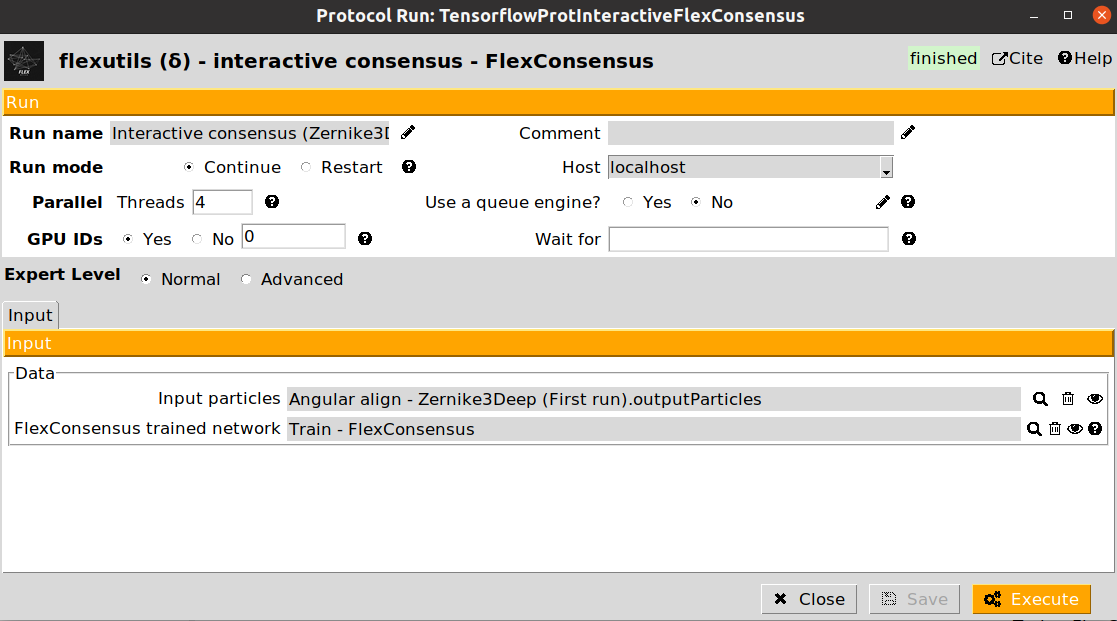 Protocol Run: TensorflowProtInteractiveFlexConsensus
FLEX
flexutils (δ) - interactive consensus - FlexConsensus
finished Cite Help
Run
Run name Interactive consensus (Zernike3D Comment
Run mode Continue Restart Host localhost
Parallel Threads 4 Use a queue engine? Yes No
GPU IDs Yes No 0 Wait for
Expert Level Normal Advanced
Input
Input
Data
Input particles Angular align - Zernike3Deep (First run).outputParticles
FlexConsensus trained network Train - FlexConsensus
Close Save Execute